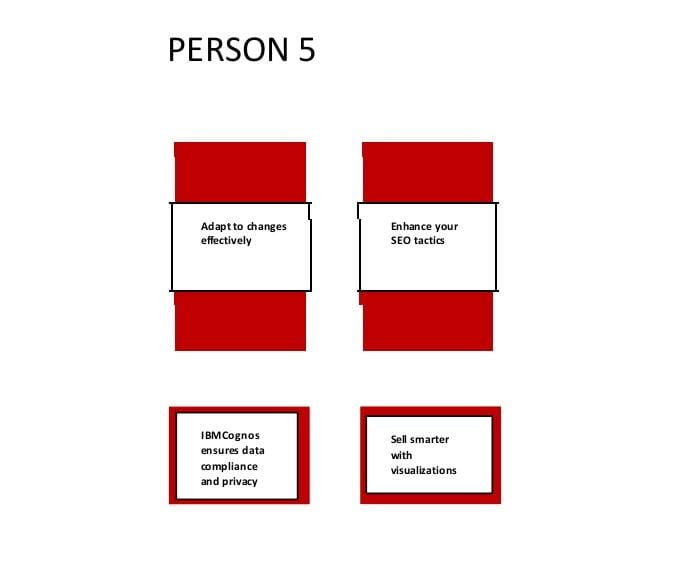 PERSON 5
Adapt to changes
effectively
Enhance your
SEO tactics
IBMCognos
ensures data
compliance
and privacy
Sell smarter
with
visualizations